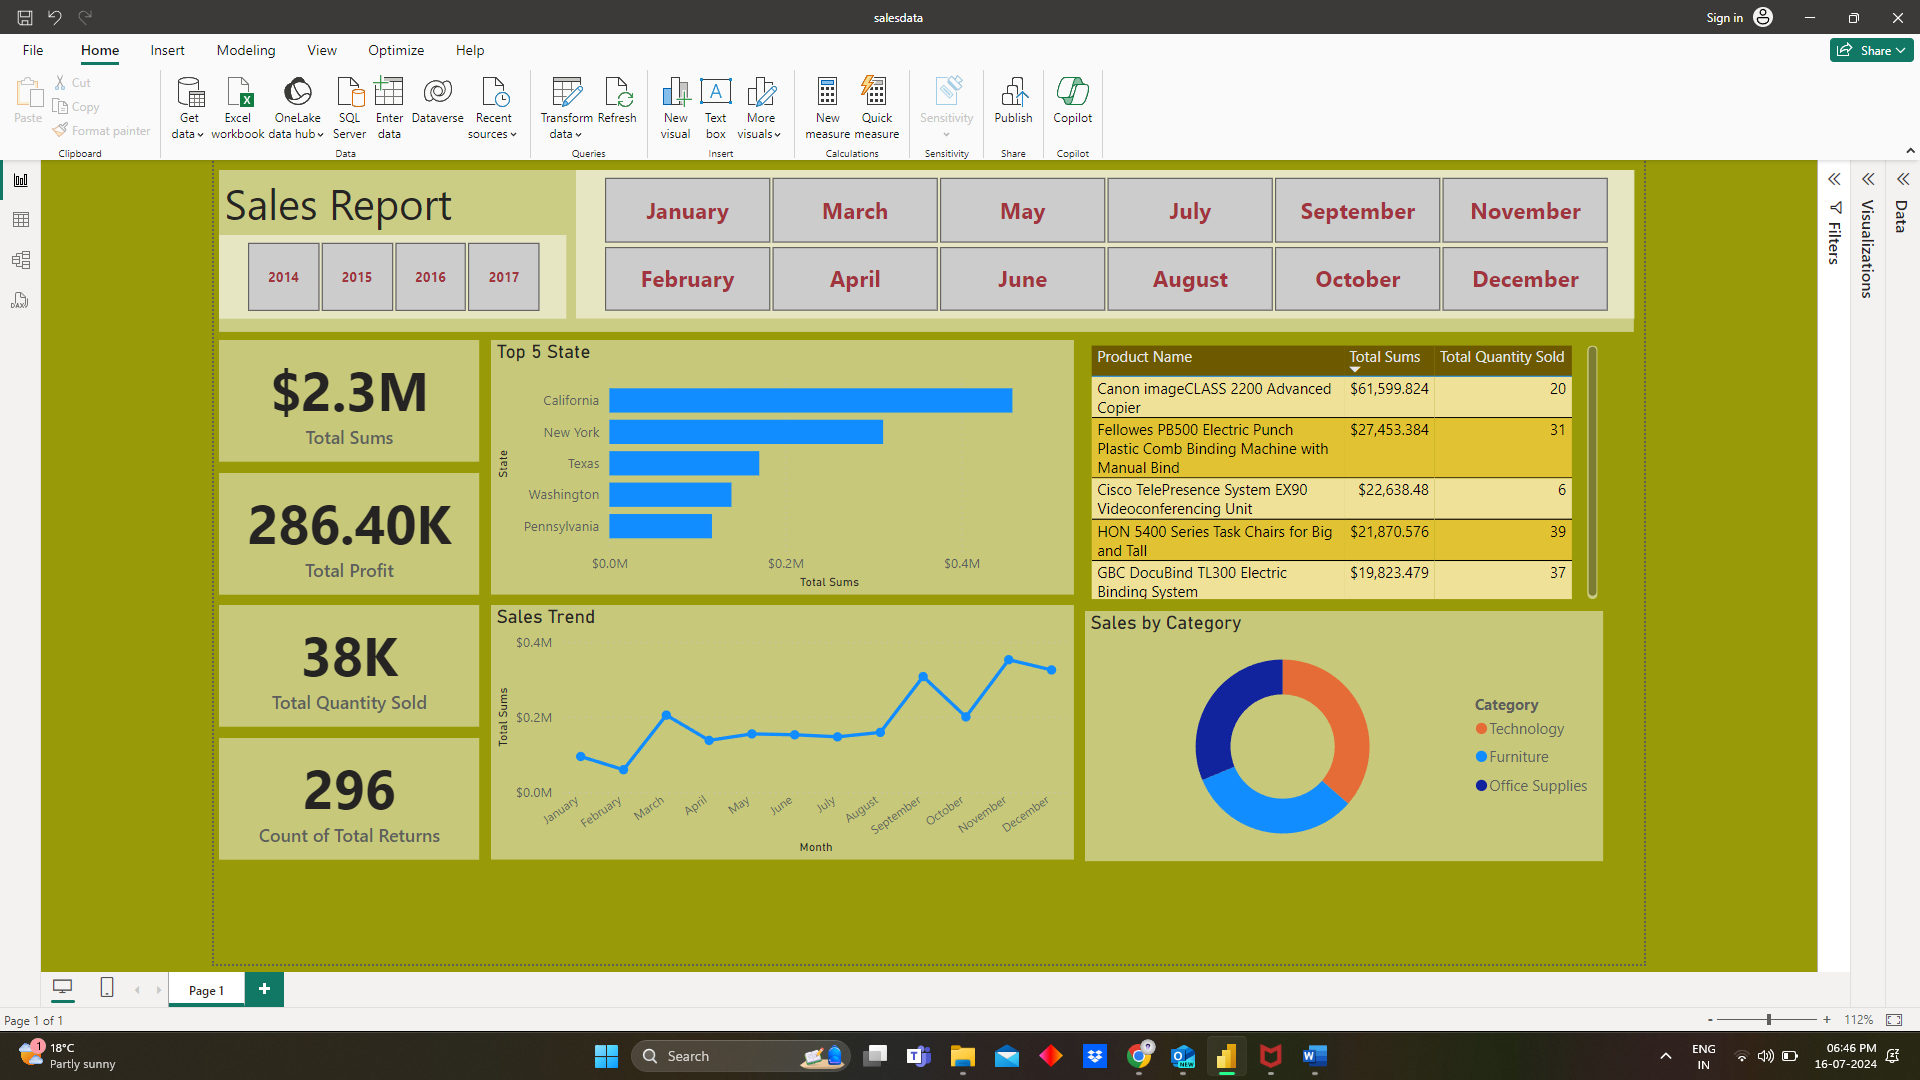 salesdata
Sign in
File Home Insert Modeling View Optimize Help
Share
Paste
Cut
Copy
Format painter
Clipboard
Get data
Excel workbook
OneLake data hub
SQL Server
Enter data
Dataverse
Recent sources
Data
Transform data
Refresh
Queries
New visual
Text box
More visuals
Insert
New measure
Quick measure
Calculations
Sensitivity
Sensitivity
Publish
Share
Copilot
Copilot
Sales Report
2014 2015 2016 2017
January March May July September November
February April June August October December
Filters
Visualizations
Data
$2.3M
Total Sums
286.40K
Total Profit
38K
Total Quantity Sold
296
Count of Total Returns
Top 5 State
State
California
New York
Texas
Washington
Pennsylvania
$0.0M $0.2M $0.4M
Total Sums
Product Name Total Sums Total Quantity Sold
Canon imageCLASS 2200 Advanced $61,599.824 20
Copier
Fellowes PB500 Electric Punch $27,453.384 31
Plastic Comb Binding Machine with
Manual Bind
Cisco TelePresence System EX90 $22,638.48 6
Videoconferencing Unit
HON 5400 Series Task Chairs for Big $21,870.576 39
and Tall
GBC DocuBind TL300 Electric $19,823.479 37
Binding System
Sales Trend
Total Sums
$0.4M
$0.2M
$0.0M
January February March April May June July August September October November December
Month
Sales by Category
Category
Technology
Furniture
Office Supplies
DAX
Page 1
+
Page 1 of 1
- + 112%
1
18°C
Partly sunny
Search
NEW
ENG
IN
06:46 PM
16-07-2024